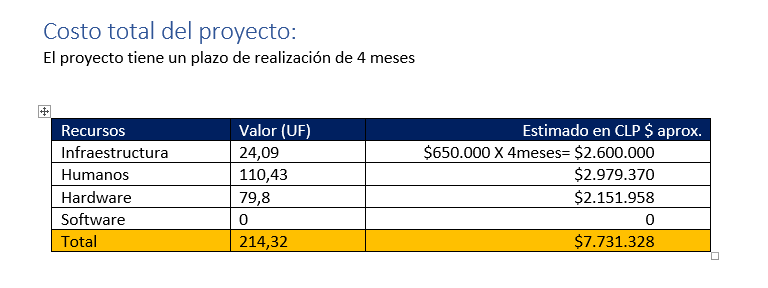 Costo total del proyecto:
El proyecto tiene un plazo de realización de 4 meses
Recursos Valor (UF) Estimado en CLP $ aprox.
Infraestructura 24,09 $650.000 X 4meses= $2.600.000
Humanos 110,43 $2.979.370
Hardware 79,8 $2.151.958
Software 0 0
Total 214,32 $7.731.328